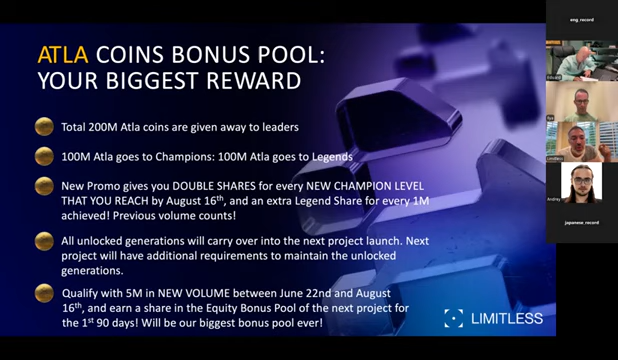 ATLA COINS BONUS POOL:
YOUR BIGGEST REWARD
Total 200M Atla coins are given away to leaders
100M Atla goes to Champions: 100M Atla goes to Legends
New Promo gives you DOUBLE SHARES for every NEW CHAMPION LEVEL
THAT YOU REACH by August 16th, and an extra Legend Share for every 1M
achieved! Previous volume counts!
All unlocked generations will carry over into the next project launch. Next
project will have additional requirements to maintain the unlocked
generations.
Qualify with 5M in NEW VOLUME between June 22nd and August
16th, and earn a share in the Equity Bonus Pool of the next project for
the 1st 90 days! Will be our biggest bonus pool ever!
LIMITLESS
eng_record
Ilya
Limitless
Andrey
japanese_record